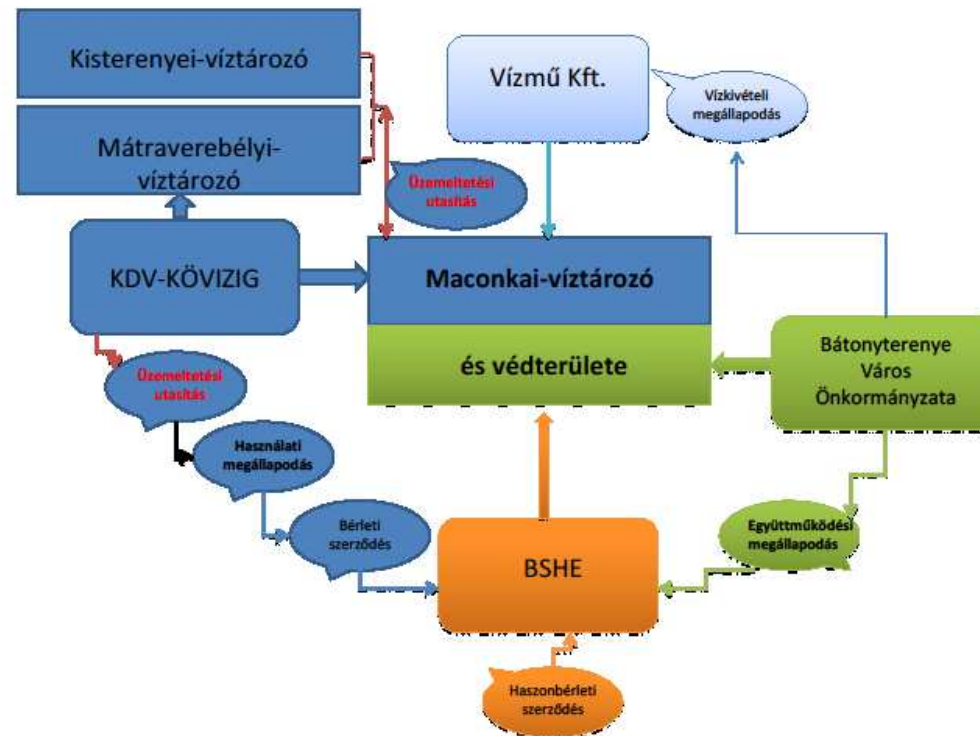 Kisterenyei-víztározó
Vízmű Kft.
Vízkivételi
megállapodás
Mátraverebélyi-
víztározó
Üzemeltetési
utasítás
KDV-KÖVIZIG
Maconkai-víztározó
és védterülete
Bátonyterenye
Város
Önkormányzata
Üzemeltetési
utasítás
Használati
megállapodás
Bérleti
szerződés
Együttműködési
megállapodás
BSHE
Haszonbérleti
szerződés